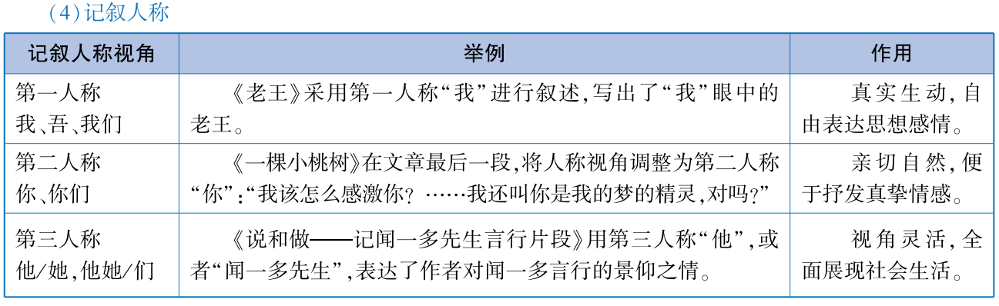 (4)记叙人称
记叙人称视角 举例 作用
第一人称
我、吾、我们
《老王》采用第一人称“我”进行叙述,写出了“我”眼中的
老王。
真实生动,自
由表达思想感情。
第二人称
你、你们
《一棵小桃树》在文章最后一段,将人称视角调整为第二人称
“你”:“我该怎么感激你? ……我还叫你是我的梦的精灵,对吗?”
亲切自然,便
于抒发真挚情感。
第三人称
他/她,他她/们
《说和做——记闻一多先生言行片段》用第三人称“他”,或
者“闻一多先生”,表达了作者对闻一多言行的景仰之情。
视角灵活,全
面展现社会生活。